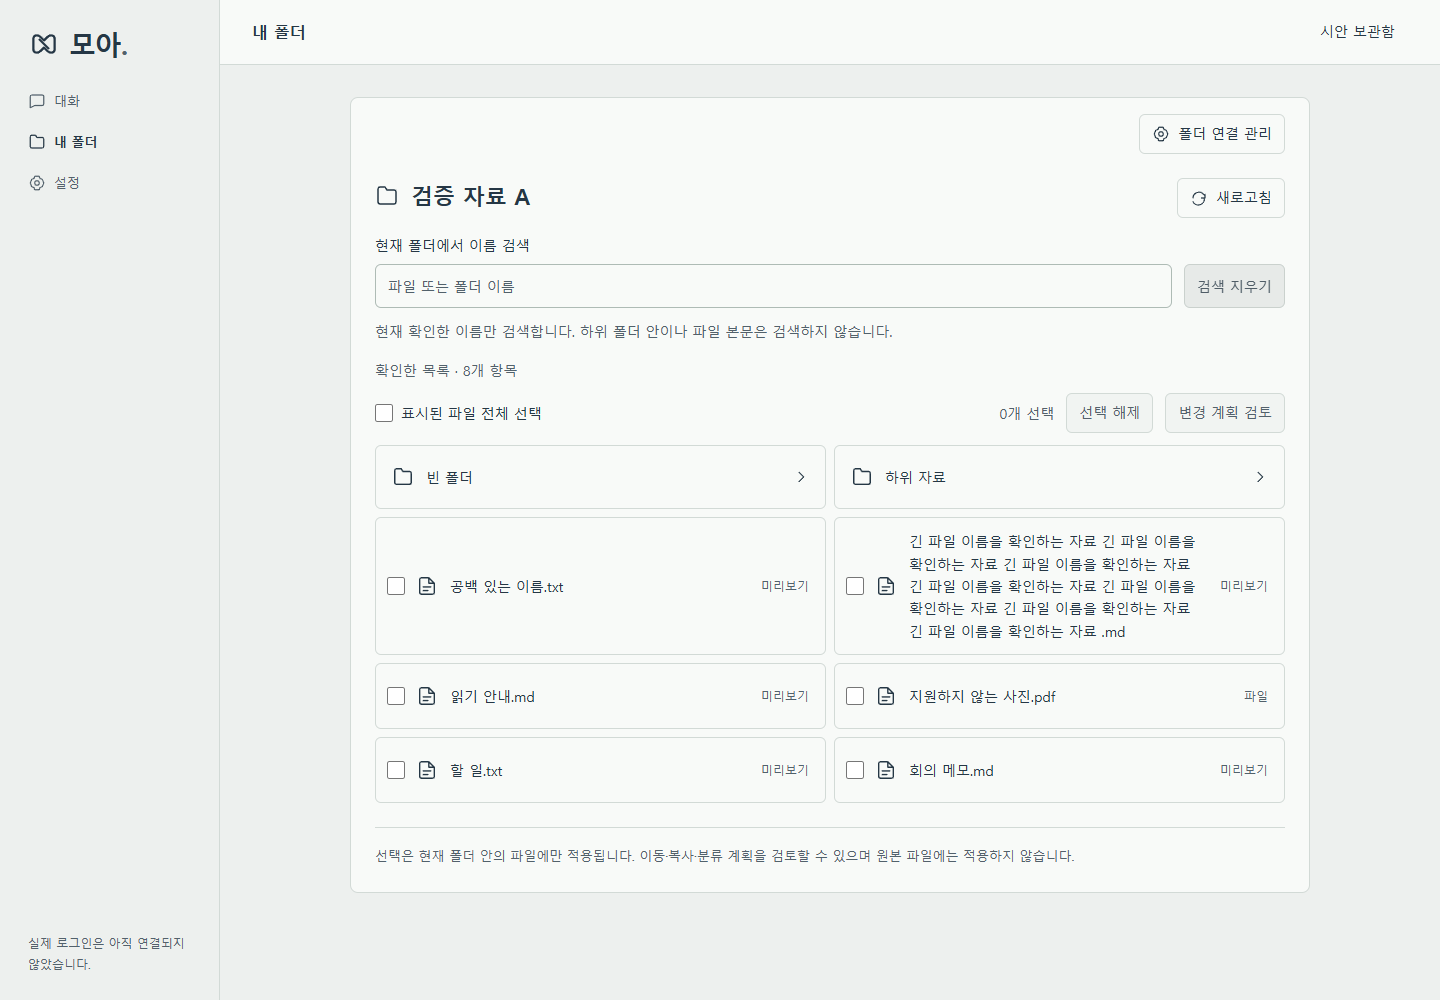 모아.
대화
내 폴더
설정
실제 로그인은 아직 연결되지
않았습니다.
내 폴더
시안 보관함
폴더 연결 관리
검증 자료 A
새로고침
현재 폴더에서 이름 검색
파일 또는 폴더 이름
검색 지우기
현재 확인한 이름만 검색합니다. 하위 폴더 안이나 파일 본문은 검색하지 않습니다.
확인한 목록 · 8개 항목
표시된 파일 전체 선택
0개 선택
선택 해제
변경 계획 검토
빈 폴더
하위 자료
공백 있는 이름.txt
미리보기
긴 파일 이름을 확인하는 자료 긴 파일 이름을
확인하는 자료 긴 파일 이름을 확인하는 자료
긴 파일 이름을 확인하는 자료 긴 파일 이름을
확인하는 자료 긴 파일 이름을 확인하는 자료
긴 파일 이름을 확인하는 자료 .md
미리보기
읽기 안내.md
미리보기
지원하지 않는 사진.pdf
파일
할 일.txt
미리보기
회의 메모.md
미리보기
선택은 현재 폴더 안의 파일에만 적용됩니다. 이동·복사·분류 계획을 검토할 수 있으며 원본 파일에는 적용하지 않습니다.